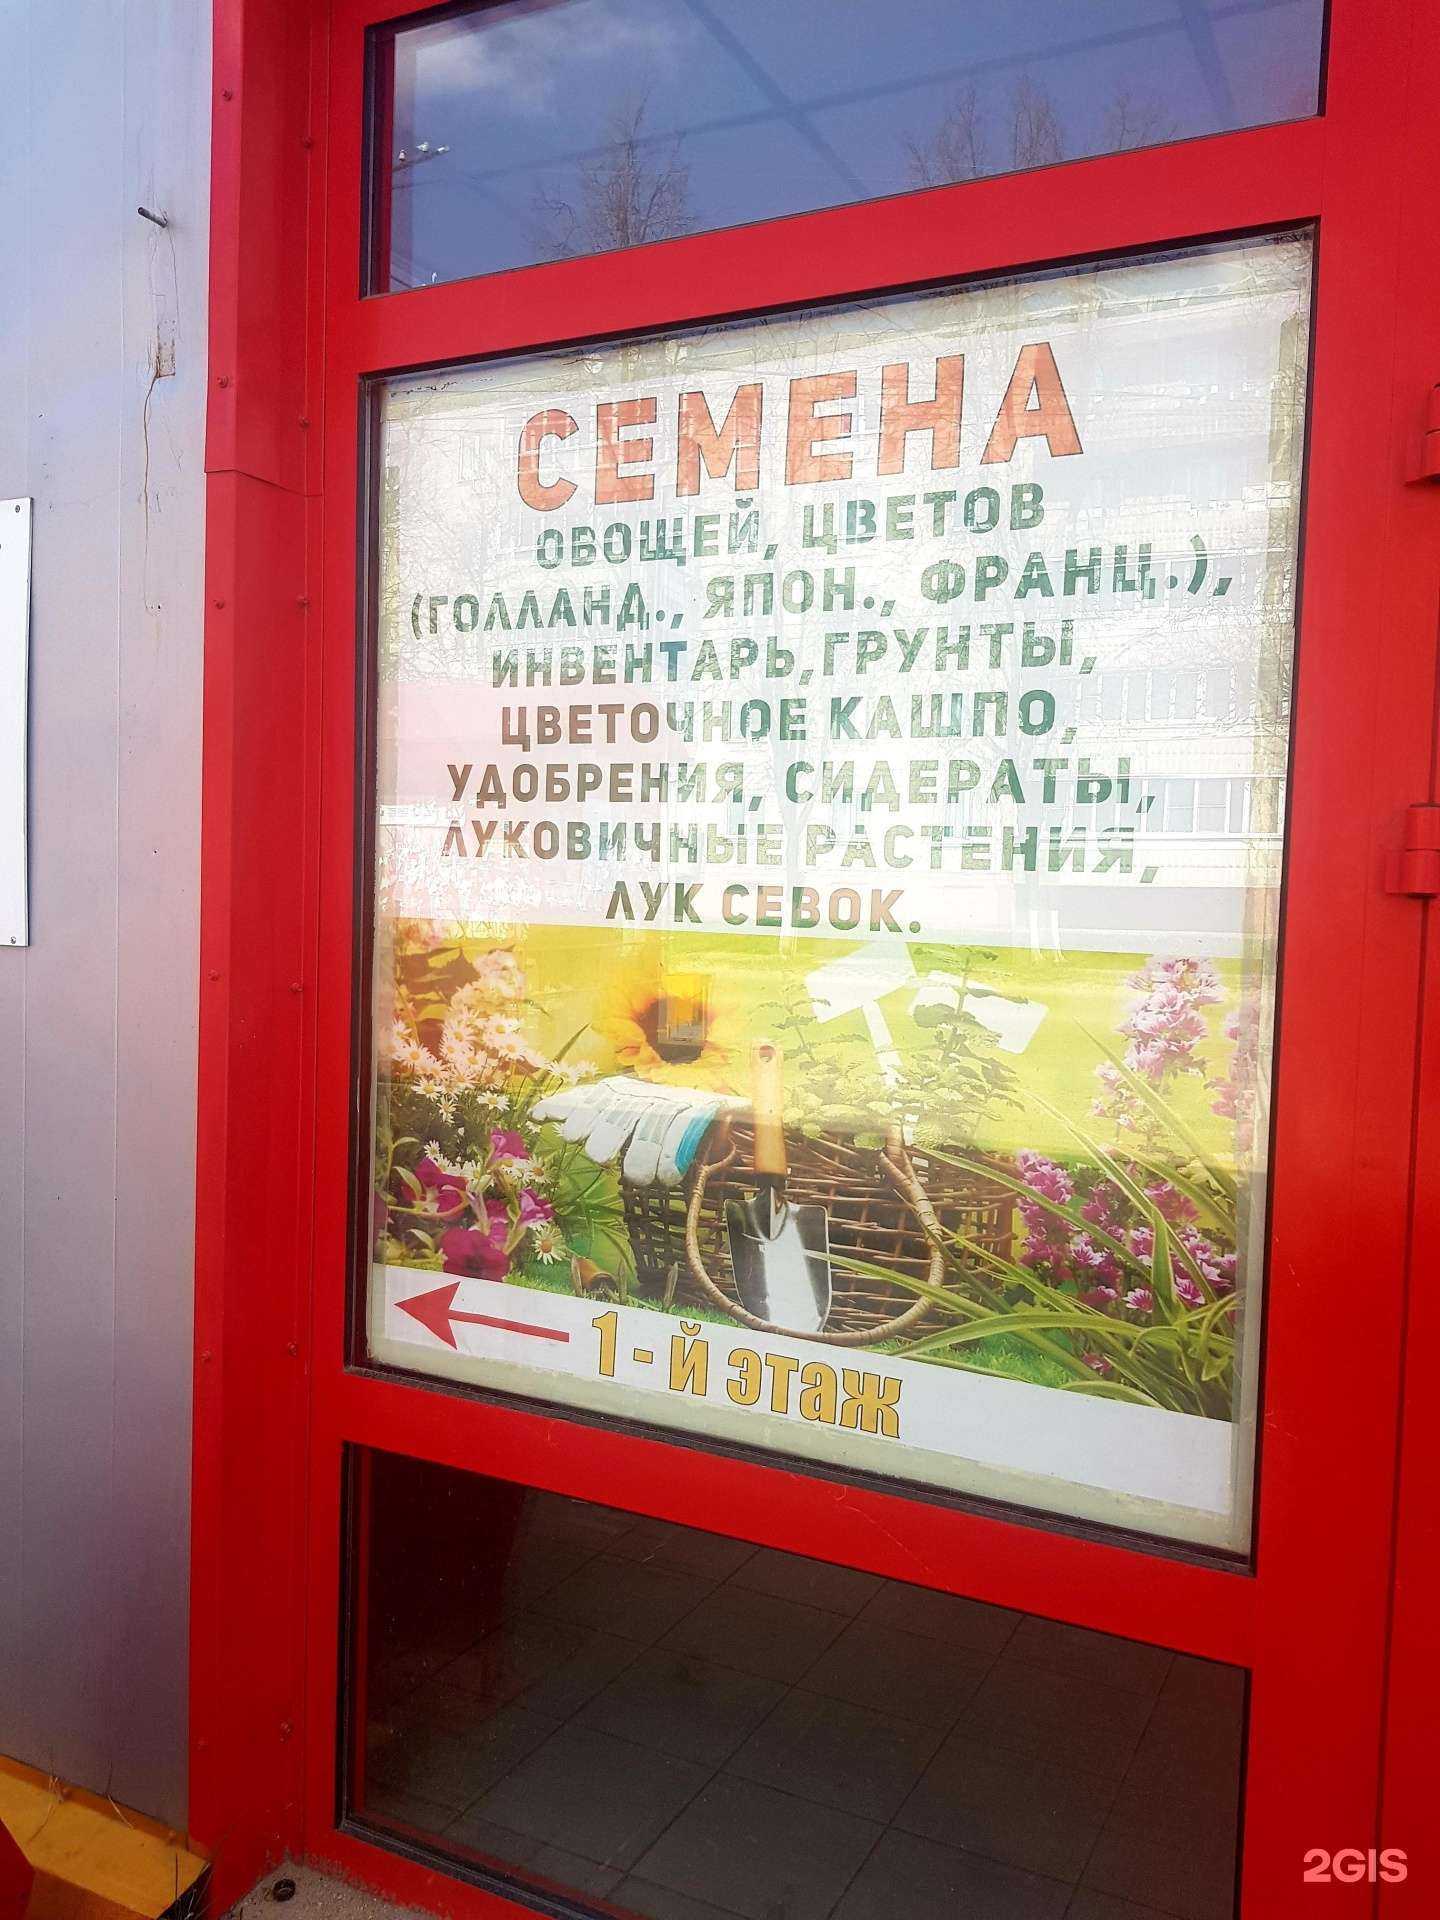 СЕМЕНА
ОВОЩЕЙ, ЦВЕТОВ
(ГОЛЛАНД., ЯПОН., ФРАНЦ.),
ИНВЕНТАРЬ,ГРУНТЫ,
ЦВЕТОЧНОЕ КАШПО,
УДОБРЕНИЯ, СИДЕРАТЫ,
ЛУКОВИЧНЫЕ РАСТЕНИЯ,
ЛУК СЕВОК.
1 - й этаж
2GIS